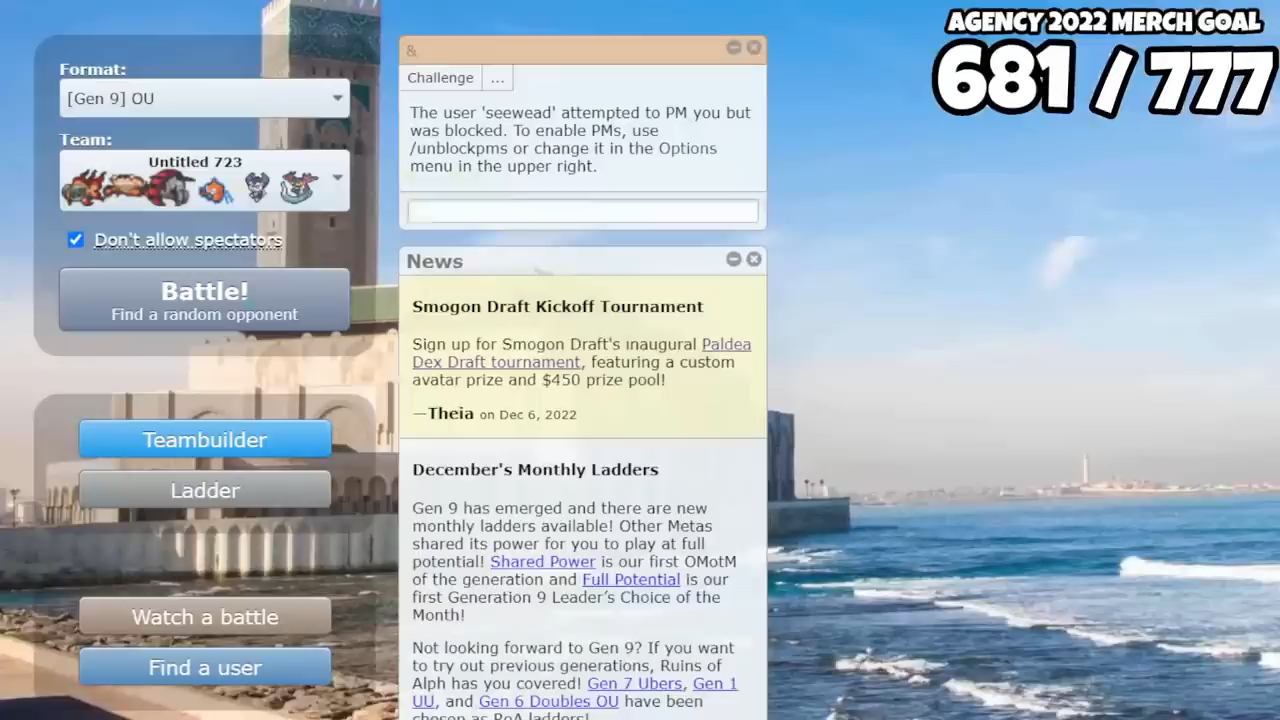 AGENCY 2022 MERCH GOAL
681 / 777
Format:
[Gen 9] OU
Team:
Untitled 723
Don't allow spectators
Battle!
Find a random opponent
Teambuilder
Ladder
Watch a battle
Find a user
&
Challenge
...
The user 'seewead' attempted to PM you but
was blocked. To enable PMs, use
/unblockpms or change it in the Options
menu in the upper right.
News
Smogon Draft Kickoff Tournament
Sign up for Smogon Draft's inaugural Paldea
Dex Draft tournament, featuring a custom
avatar prize and $450 prize pool!
—Theia on Dec 6, 2022
December's Monthly Ladders
Gen 9 has emerged and there are new
monthly ladders available! Other Metas
shared its power for you to play at full
potential! Shared Power is our first OMotM
of the generation and Full Potential is our
first Generation 9 Leader’s Choice of the
Month!
Not looking forward to Gen 9? If you want
to try out previous generations, Ruins of
Alph has you covered! Gen 7 Ubers, Gen 1
UU, and Gen 6 Doubles OU have been
chosen as RoA ladders!